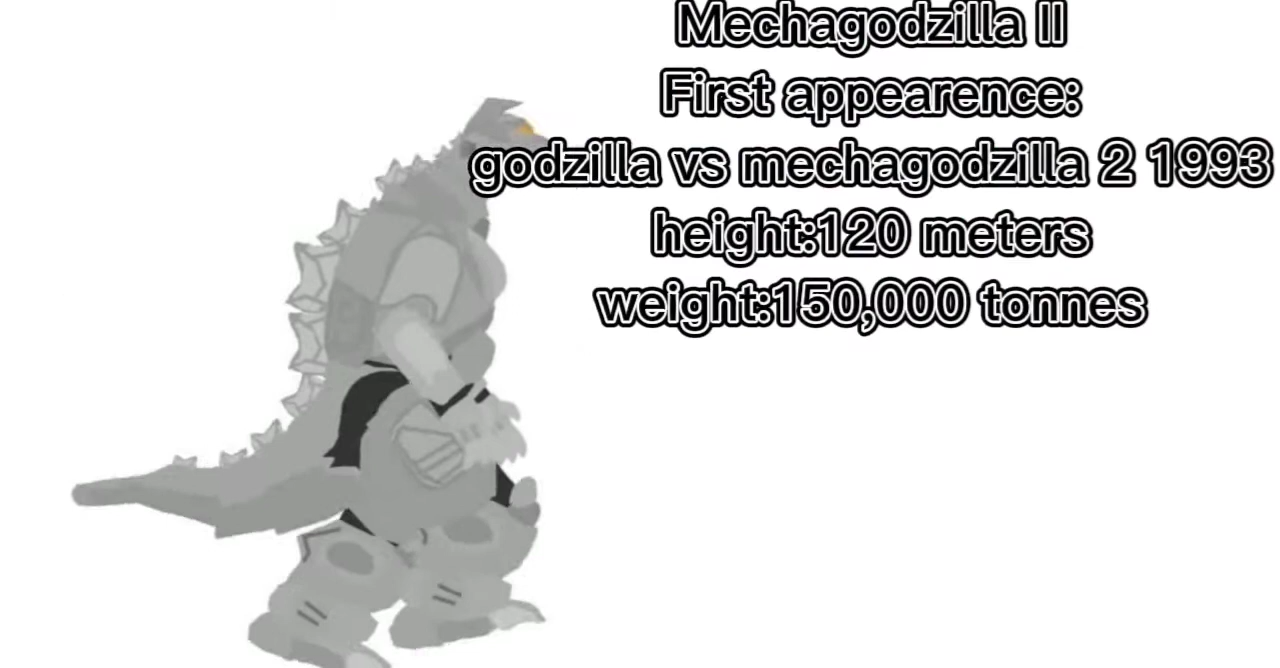 Mechagodzilla II
First appearence:
godzilla vs mechagodzilla 2 1993
height:120 meters
weight:150,000 tonnes